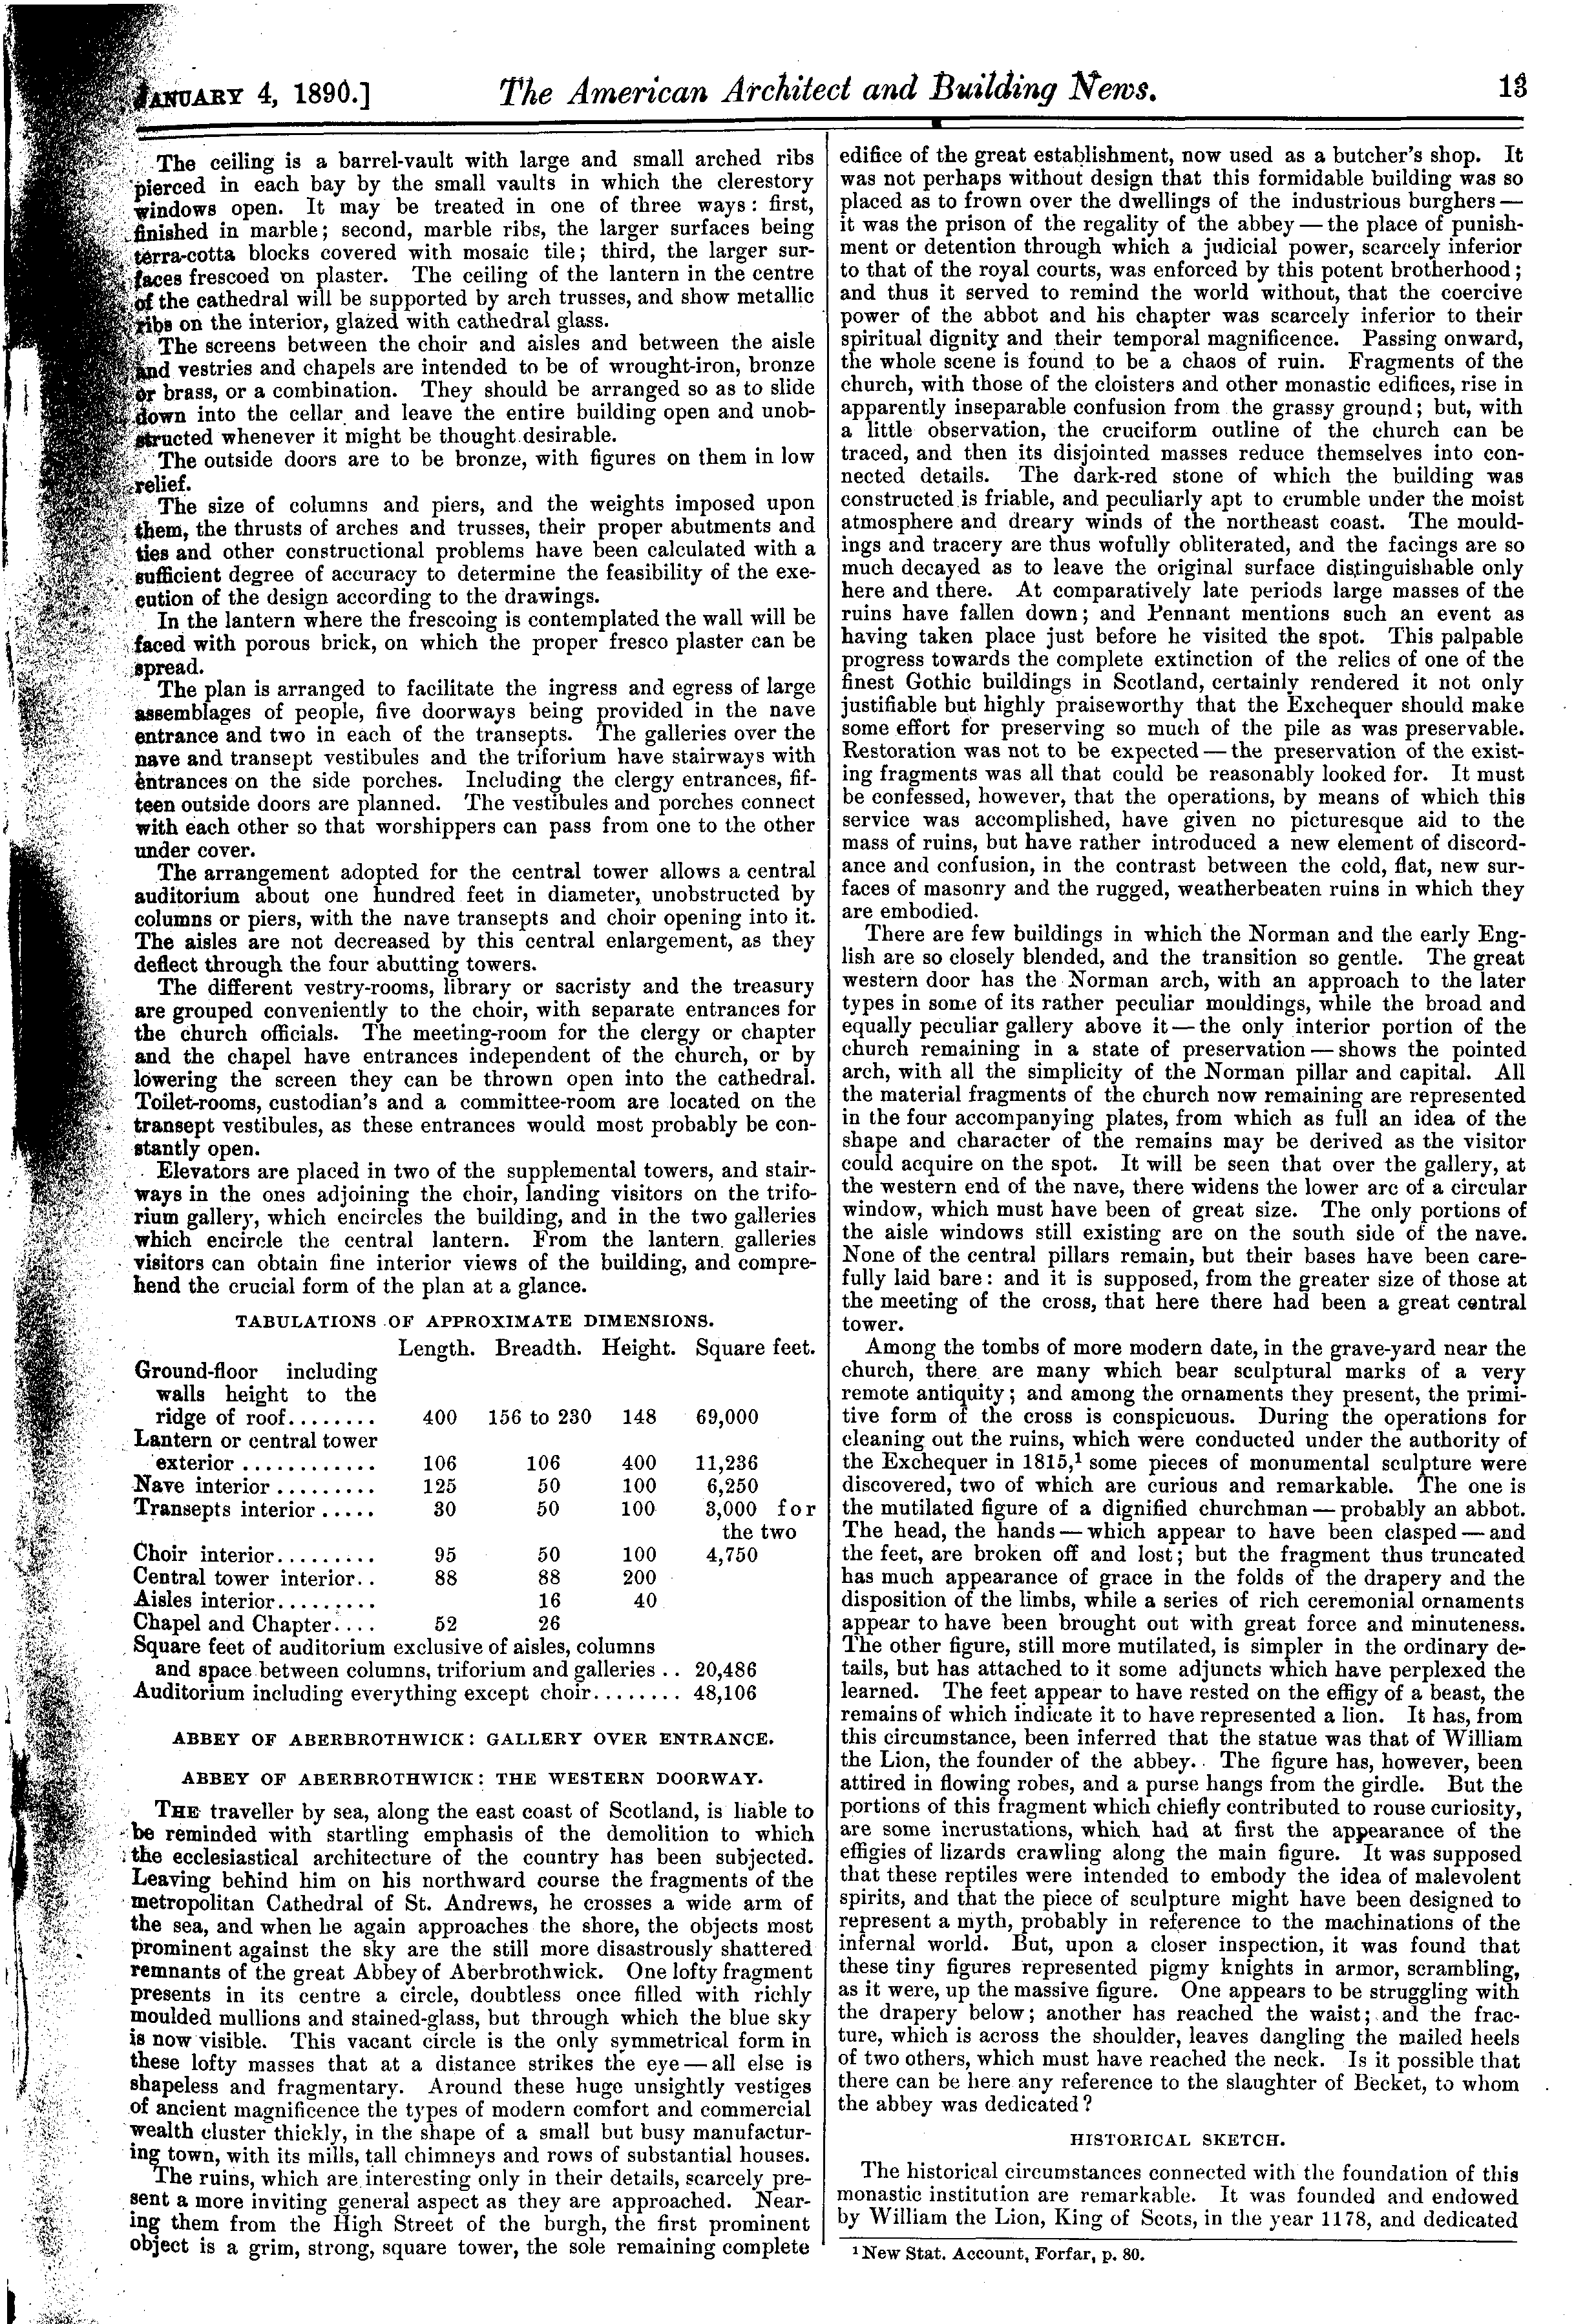 JANUARY 4, 1890.] The American Architect and Building News. 13
The ceiling is a barrel-vault with large and small arched ribs
pierced in each bay by the small vaults in which the clerestory
windows open. It may be treated in one of three ways: first,
finished in marble; second, marble ribs, the larger surfaces being
terra-cotta blocks covered with mosaic tile; third, the larger sur-
faces frescoed on plaster. The ceiling of the lantern in the centre
of the cathedral will be supported by arch trusses, and show metallic
ribs on the interior, glazed with cathedral glass.
The screens between the choir and aisles and between the aisle
and vestries and chapels are intended to be of wrought-iron, bronze
or brass, or a combination. They should be arranged so as to slide
down into the cellar and leave the entire building open and unob-
structed whenever it might be thought desirable.
The outside doors are to be bronze, with figures on them in low
relief.
The size of columns and piers, and the weights imposed upon
them, the thrusts of arches and trusses, their proper abutments and
ties and other constructional problems have been calculated with a
sufficient degree of accuracy to determine the feasibility of the exe-
cution of the design according to the drawings.
In the lantern where the frescoing is contemplated the wall will be
faced with porous brick, on which the proper fresco plaster can be
spread.
The plan is arranged to facilitate the ingress and egress of large
assemblages of people, five doorways being provided in the nave
entrance and two in each of the transepts. The galleries over the
nave and transept vestibules and the triforium have stairways with
entrances on the side porches. Including the clergy entrances, fif-
teen outside doors are planned. The vestibules and porches connect
with each other so that worshippers can pass from one to the other
under cover.
The arrangement adopted for the central tower allows a central
auditorium about one hundred feet in diameter, unobstructed by
columns or piers, with the nave transepts and choir opening into it.
The aisles are not decreased by this central enlargement, as they
deflect through the four abutting towers.
The different vestry-rooms, library or sacristy and the treasury
are grouped conveniently to the choir, with separate entrances for
the church officials. The meeting-room for the clergy or chapter
and the chapel have entrances independent of the church, or by
lowering the screen they can be thrown open into the cathedral.
Toilet-rooms, custodian's and a committee-room are located on the
transept vestibules, as these entrances would most probably be con-
stantly open.
Elevators are placed in two of the supplemental towers, and stair-
ways in the ones adjoining the choir, landing visitors on the trifo-
rium gallery, which encircles the building, and in the two galleries
which encircle the central lantern. From the lantern galleries
visitors can obtain fine interior views of the building, and compre-
hend the crucial form of the plan at a glance.
TABULATIONS OF APPROXIMATE DIMENSIONS.
Length. Breadth. Height. Square feet.
Ground-floor including
walls height to the
ridge of roof........ 400 156 to 230 148 69,000
Lantern or central tower
exterior ............ 106 106 400 11,236
Nave interior ......... 125 50 100 6,250
Transepts interior ..... 30 50 100 3,000 for
the two
Choir interior......... 95 50 100 4,750
Central tower interior.. 88 88 200
Aisles interior......... 16 40
Chapel and Chapter.... 52 26
Square feet of auditorium exclusive of aisles, columns
and space between columns, triforium and galleries .. 20,486
Auditorium including everything except choir........ 48,106
ABBEY OF ABERBROTHWICK: GALLERY OVER ENTRANCE.
ABBEY OF ABERBROTHWICK: THE WESTERN DOORWAY.
THE traveller by sea, along the east coast of Scotland, is liable to
be reminded with startling emphasis of the demolition to which
the ecclesiastical architecture of the country has been subjected.
Leaving behind him on his northward course the fragments of the
metropolitan Cathedral of St. Andrews, he crosses a wide arm of
the sea, and when he again approaches the shore, the objects most
prominent against the sky are the still more disastrously shattered
remnants of the great Abbey of Aberbrothwick. One lofty fragment
presents in its centre a circle, doubtless once filled with richly
moulded mullions and stained-glass, but through which the blue sky
is now visible. This vacant circle is the only symmetrical form in
these lofty masses that at a distance strikes the eye — all else is
shapeless and fragmentary. Around these huge unsightly vestiges
of ancient magnificence the types of modern comfort and commercial
wealth cluster thickly, in the shape of a small but busy manufactur-
ing town, with its mills, tall chimneys and rows of substantial houses.
The ruins, which are interesting only in their details, scarcely pre-
sent a more inviting general aspect as they are approached. Near-
ing them from the High Street of the burgh, the first prominent
object is a grim, strong, square tower, the sole remaining complete
edifice of the great establishment, now used as a butcher's shop. It
was not perhaps without design that this formidable building was so
placed as to frown over the dwellings of the industrious burghers —
it was the prison of the regality of the abbey — the place of punish-
ment or detention through which a judicial power, scarcely inferior
to that of the royal courts, was enforced by this potent brotherhood;
and thus it served to remind the world without, that the coercive
power of the abbot and his chapter was scarcely inferior to their
spiritual dignity and their temporal magnificence. Passing onward,
the whole scene is found to be a chaos of ruin. Fragments of the
church, with those of the cloisters and other monastic edifices, rise in
apparently inseparable confusion from the grassy ground; but, with
a little observation, the cruciform outline of the church can be
traced, and then its disjointed masses reduce themselves into con-
nected details. The dark-red stone of which the building was
constructed is friable, and peculiarly apt to crumble under the moist
atmosphere and dreary winds of the northeast coast. The mould-
ings and tracery are thus wofully obliterated, and the facings are so
much decayed as to leave the original surface distinguishable only
here and there. At comparatively late periods large masses of the
ruins have fallen down; and Pennant mentions such an event as
having taken place just before he visited the spot. This palpable
progress towards the complete extinction of the relics of one of the
finest Gothic buildings in Scotland, certainly rendered it not only
justifiable but highly praiseworthy that the Exchequer should make
some effort for preserving so much of the pile as was preservable.
Restoration was not to be expected — the preservation of the exist-
ing fragments was all that could be reasonably looked for. It must
be confessed, however, that the operations, by means of which this
service was accomplished, have given no picturesque aid to the
mass of ruins, but have rather introduced a new element of discord-
ance and confusion, in the contrast between the cold, flat, new sur-
faces of masonry and the rugged, weatherbeaten ruins in which they
are embodied.
There are few buildings in which the Norman and the early Eng-
lish are so closely blended, and the transition so gentle. The great
western door has the Norman arch, with an approach to the later
types in some of its rather peculiar mouldings, while the broad and
equally peculiar gallery above it — the only interior portion of the
church remaining in a state of preservation — shows the pointed
arch, with all the simplicity of the Norman pillar and capital. All
the material fragments of the church now remaining are represented
in the four accompanying plates, from which as full an idea of the
shape and character of the remains may be derived as the visitor
could acquire on the spot. It will be seen that over the gallery, at
the western end of the nave, there widens the lower arc of a circular
window, which must have been of great size. The only portions of
the aisle windows still existing are on the south side of the nave.
None of the central pillars remain, but their bases have been care-
fully laid bare: and it is supposed, from the greater size of those at
the meeting of the cross, that here there had been a great central
tower.
Among the tombs of more modern date, in the grave-yard near the
church, there are many which bear sculptural marks of a very
remote antiquity; and among the ornaments they present, the primi-
tive form of the cross is conspicuous. During the operations for
cleaning out the ruins, which were conducted under the authority of
the Exchequer in 1815,¹ some pieces of monumental sculpture were
discovered, two of which are curious and remarkable. The one is
the mutilated figure of a dignified churchman — probably an abbot.
The head, the hands — which appear to have been clasped — and
the feet, are broken off and lost; but the fragment thus truncated
has much appearance of grace in the folds of the drapery and the
disposition of the limbs, while a series of rich ceremonial ornaments
appear to have been brought out with great force and minuteness.
The other figure, still more mutilated, is simpler in the ordinary de-
tails, but has attached to it some adjuncts which have perplexed the
learned. The feet appear to have rested on the effigy of a beast, the
remains of which indicate it to have represented a lion. It has, from
this circumstance, been inferred that the statue was that of William
the Lion, the founder of the abbey. The figure has, however, been
attired in flowing robes, and a purse hangs from the girdle. But the
portions of this fragment which chiefly contributed to rouse curiosity,
are some incrustations, which had at first the appearance of the
effigies of lizards crawling along the main figure. It was supposed
that these reptiles were intended to embody the idea of malevolent
spirits, and that the piece of sculpture might have been designed to
represent a myth, probably in reference to the machinations of the
infernal world. But, upon a closer inspection, it was found that
these tiny figures represented pigmy knights in armor, scrambling,
as it were, up the massive figure. One appears to be struggling with
the drapery below; another has reached the waist; and the frac-
ture, which is across the shoulder, leaves dangling the mailed heels
of two others, which must have reached the neck. Is it possible that
there can be here any reference to the slaughter of Becket, to whom
the abbey was dedicated?
HISTORICAL SKETCH.
The historical circumstances connected with the foundation of this
monastic institution are remarkable. It was founded and endowed
by William the Lion, King of Scots, in the year 1178, and dedicated
¹ New Stat. Account, Forfar, p. 80.